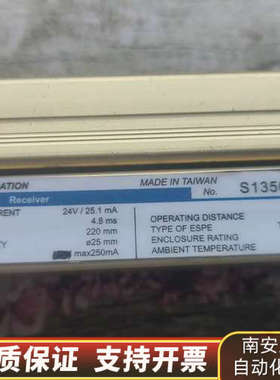 ATION MADE IN TAIWAN
Receiver No. S135
RENT 24V / 25.1 mA
4.8 ms OPERATING DISTANCE
220 mm TYPE OF ESPE
TY ø25 mm ENCLOSURE RATING
max250mA AMBIENT TEMPERATURE
质保证 支持开票
南安
自动化